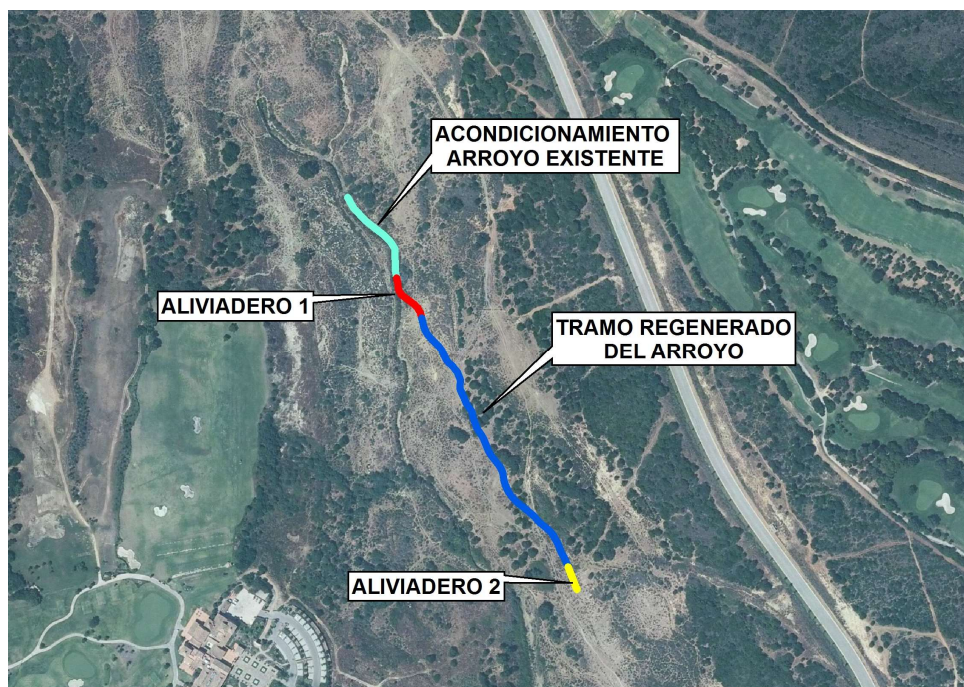 ACONDICIONAMIENTO
ARROYO EXISTENTE
ALIVIADERO 1
TRAMO REGENERADO
DEL ARROYO
ALIVIADERO 2